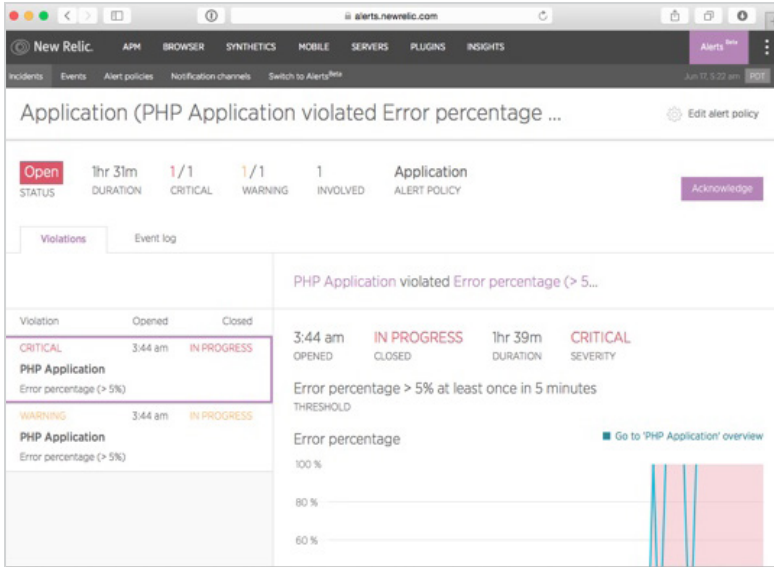 alerts.newrelic.com
New Relic. APM BROWSER SYNTHETICS MOBILE SERVERS PLUGINS INSIGHTS Alerts Beta
Incidents Events Alert policies Notification channels Switch to Alerts Beta Jun 17, 5:22 am PDT
Application (PHP Application violated Error percentage ...
Edit alert policy
Open 1hr 31m 1/1 1/1 1 Application
STATUS DURATION CRITICAL WARNING INVOLVED ALERT POLICY
Acknowledge
Violations Event log
PHP Application violated Error percentage (> 5...
Violation Opened Closed
CRITICAL 3:44 am IN PROGRESS
PHP Application
Error percentage (> 5%)
WARNING 3:44 am IN PROGRESS
PHP Application
Error percentage (> 5%)
3:44 am IN PROGRESS 1hr 39m CRITICAL
OPENED CLOSED DURATION SEVERITY
Error percentage > 5% at least once in 5 minutes
THRESHOLD
Error percentage
Go to 'PHP Application' overview
100 %
80 %
60 %